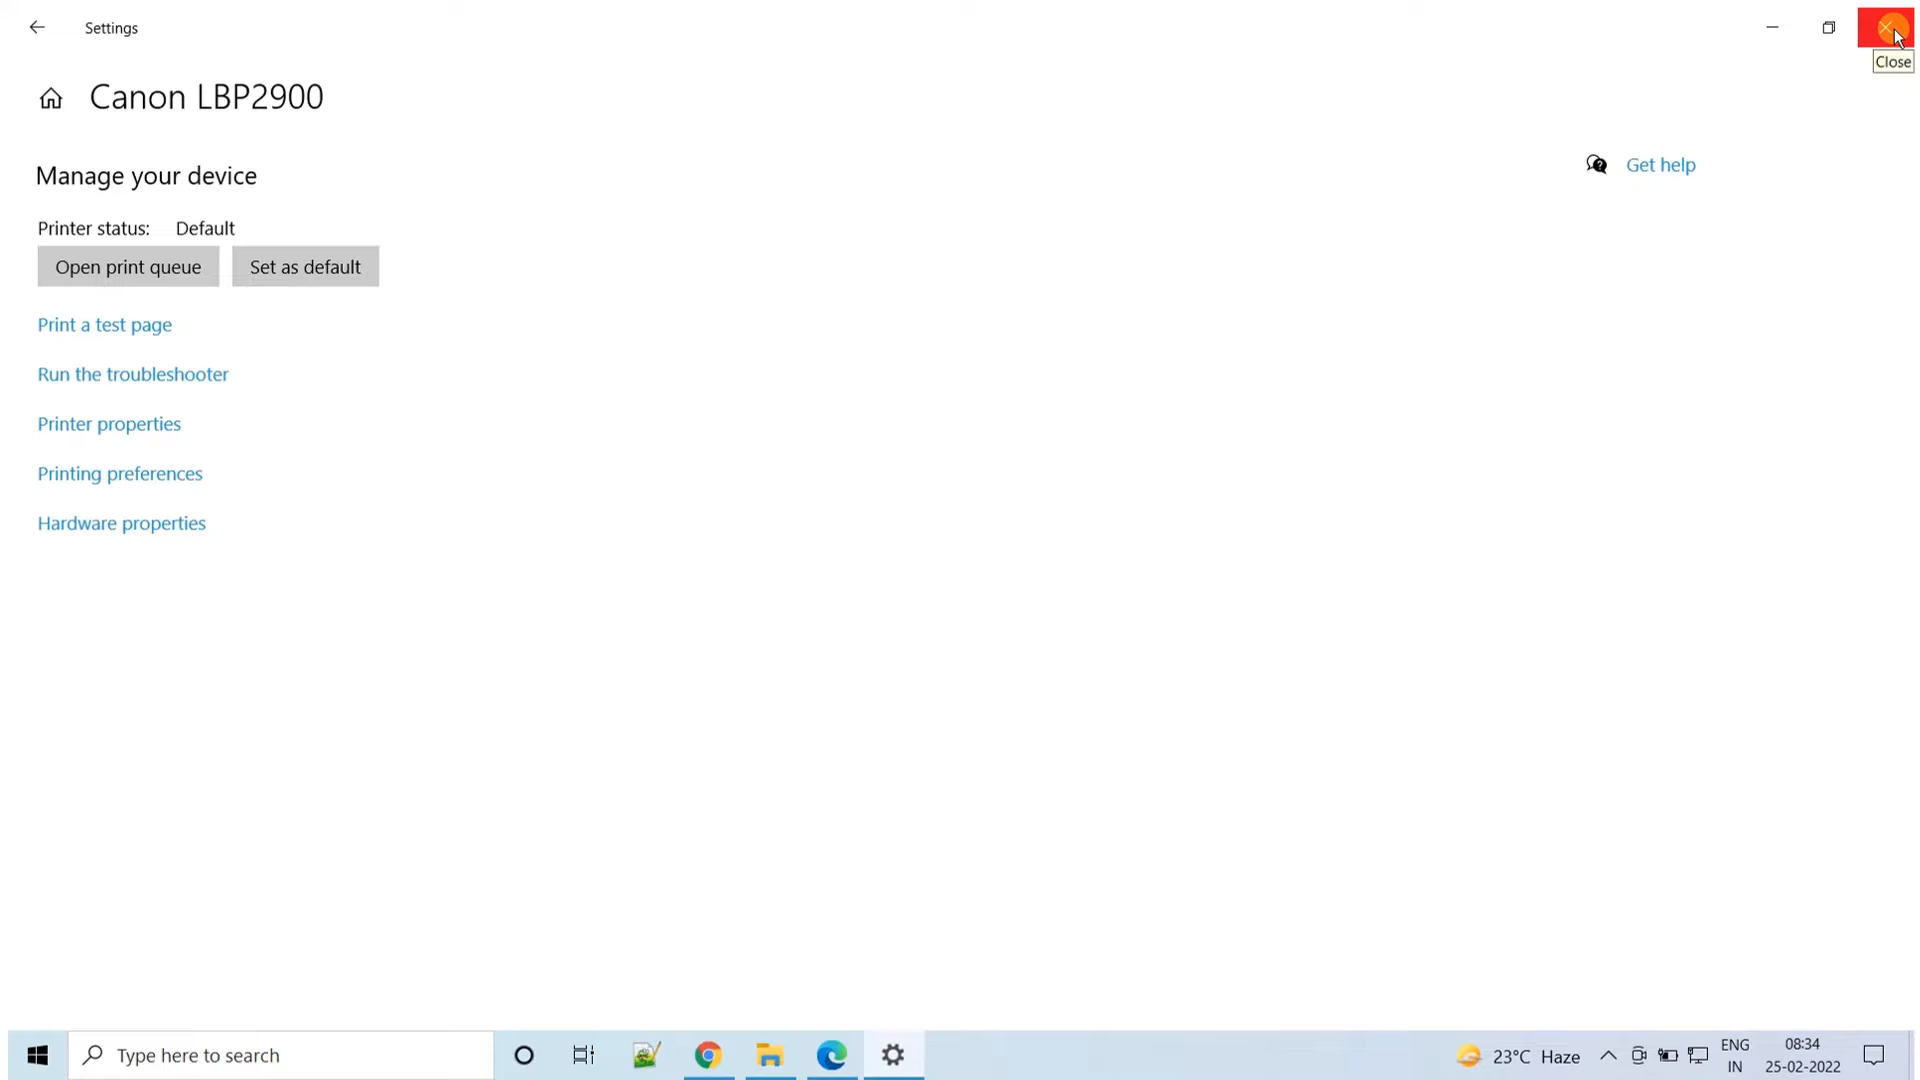 Settings
Close
Canon LBP2900
Manage your device
Get help
Printer status: Default
Open print queue Set as default
Print a test page
Run the troubleshooter
Printer properties
Printing preferences
Hardware properties
Type here to search
23°C Haze
ENG
IN
08:34
25-02-2022